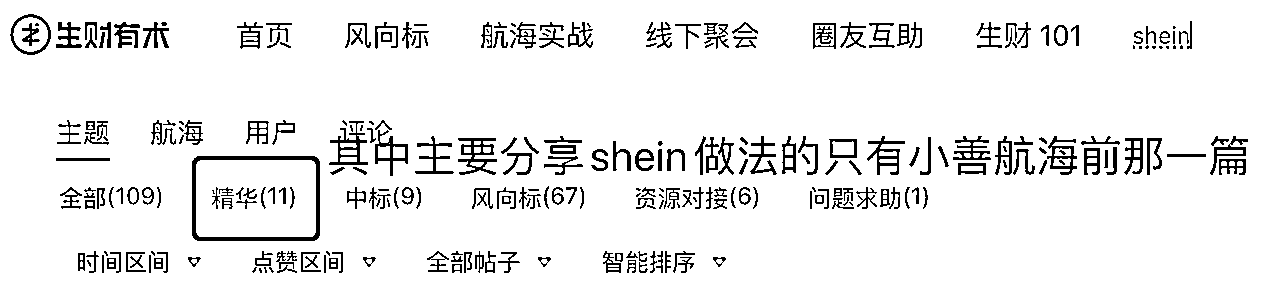 生财有术 首页 风向标 航海实战 线下聚会 圈友互助 生财 101 shein
主题 航海 用户 评论
其中主要分享shein做法的只有小善航海前那一篇
全部(109) 精华(11) 中标(9) 风向标(67) 资源对接(6) 问题求助(1)
时间区间 点赞区间 全部帖子 智能排序